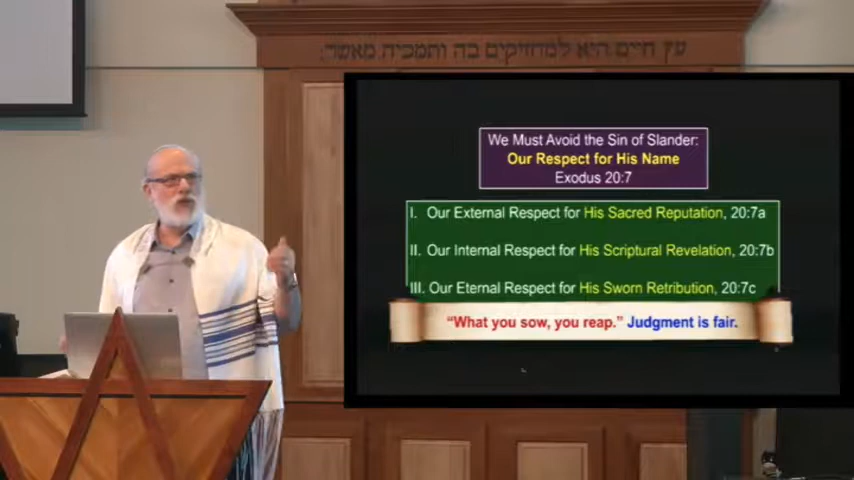 עץ חיים היא למחזיקים בה ותמכיה מאשר:
We Must Avoid the Sin of Slander:
Our Respect for His Name
Exodus 20:7
I. Our External Respect for His Sacred Reputation, 20:7a
II. Our Internal Respect for His Scriptural Revelation, 20:7b
III. Our Eternal Respect for His Sworn Retribution, 20:7c
"What you sow, you reap." Judgment is fair.